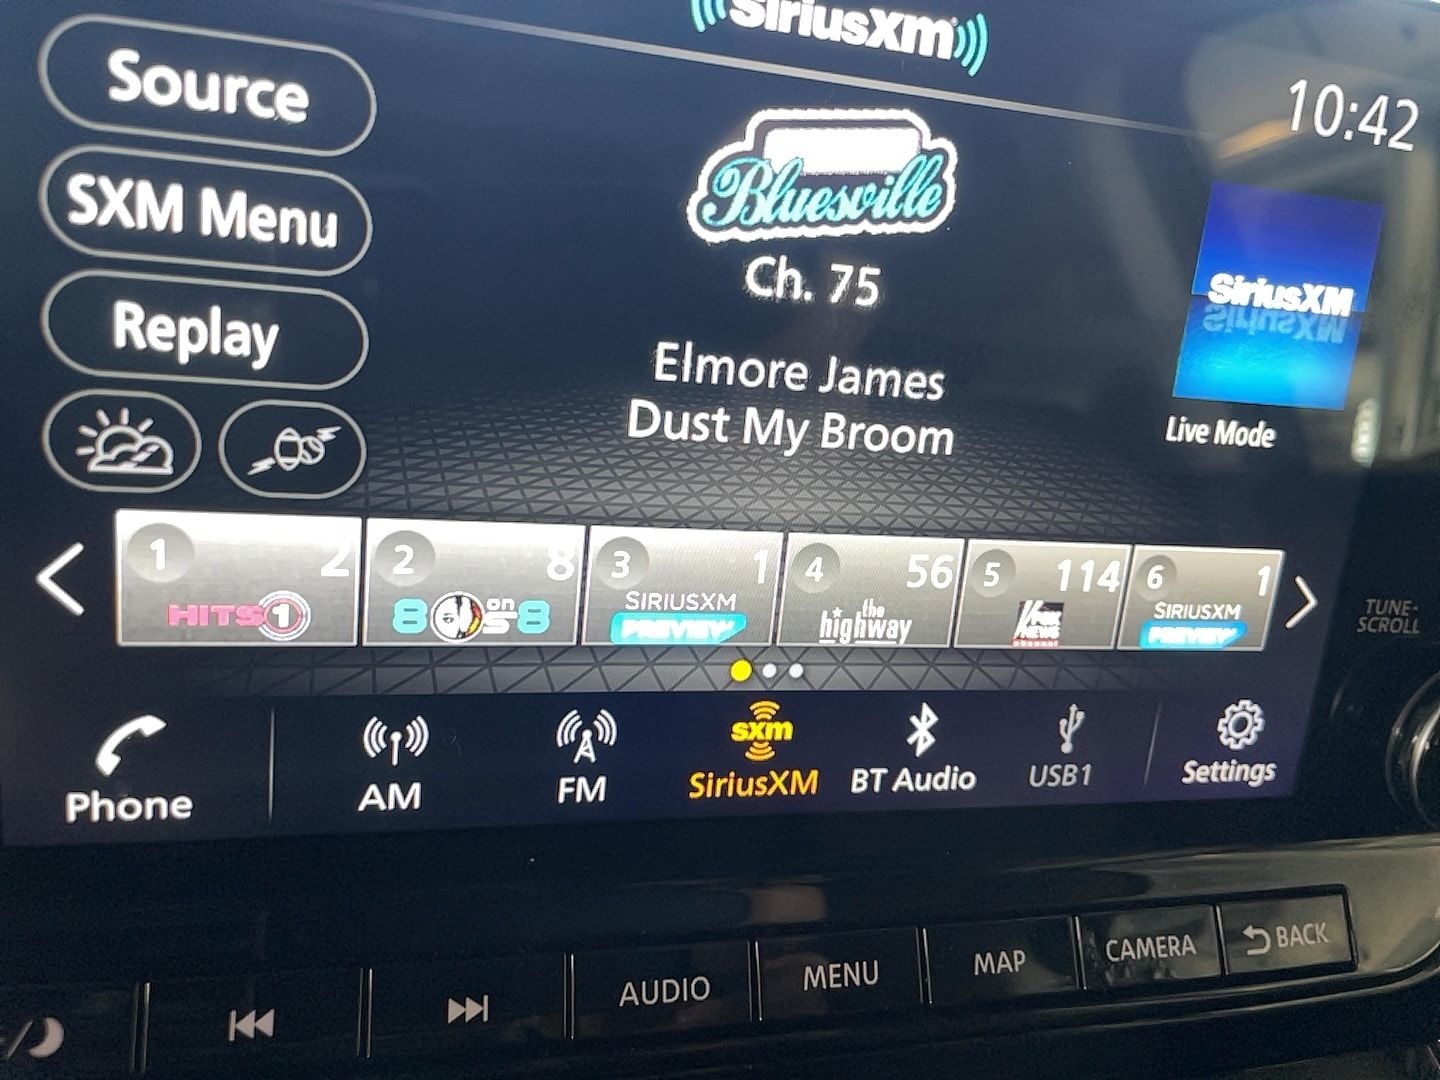 SiriusXM
10:42
Source
SXM Menu
Replay
Bluesville
Ch. 75
Elmore James
Dust My Broom
SiriusXM
SiriusXM
Live Mode
1 2
HITS 1
2 8
80s on 8
3 1
SIRIUSXM
PREVIEW
4 56
the
highway
5 114
FOX
NEWS
6 1
SIRIUSXM
PREVIEW
TUNE-
SCROLL
Phone
AM
FM
sxm
SiriusXM
BT Audio
USB1
Settings
AUDIO
MENU
MAP
CAMERA
BACK